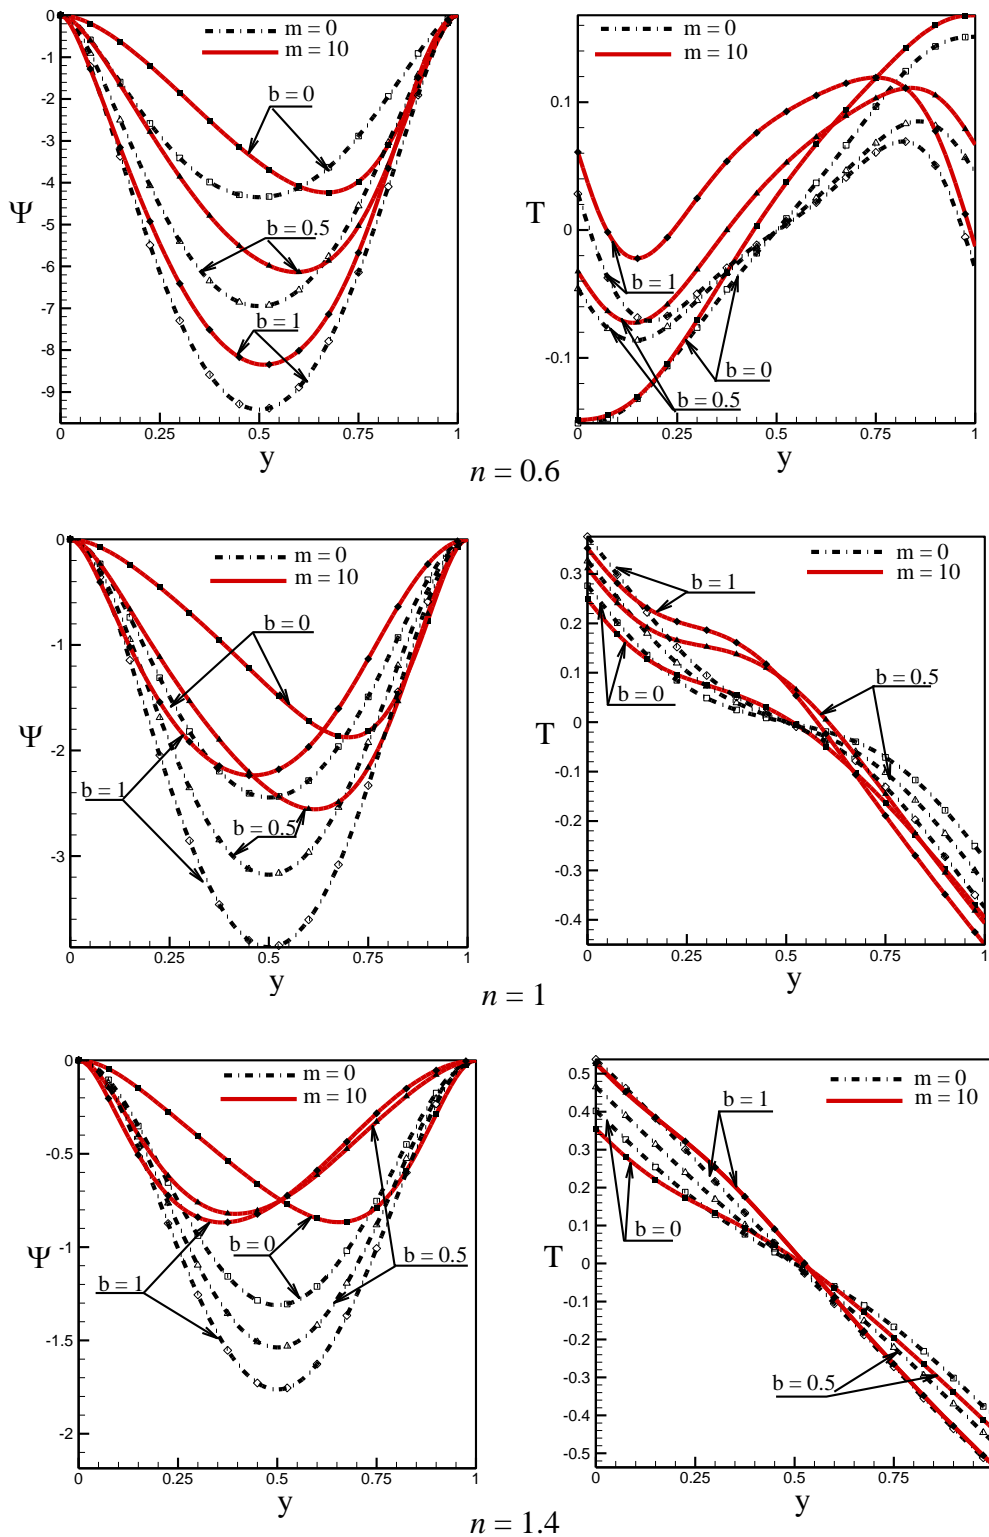 0
-1
-2
-3
-4
-5
-6
-7
-8
-9
Ψ
m = 0
m = 10
b = 0
b = 0.5
b = 1
0 0.25 0.5 0.75 1
y
0.1
0
-0.1
T
m = 0
m = 10
b = 1
b = 0
b = 0.5
0 0.25 0.5 0.75 1
y
n = 0.6
0
-1
-2
-3
Ψ
m = 0
m = 10
b = 0
b = 1
b = 0.5
0 0.25 0.5 0.75 1
y
0.3
0.2
0.1
0
-0.1
-0.2
-0.3
-0.4
T
m = 0
m = 10
b = 1
b = 0
b = 0.5
0 0.25 0.5 0.75 1
y
n = 1
0
-0.5
-1
-1.5
-2
Ψ
m = 0
m = 10
b = 0
b = 0.5
b = 1
0 0.25 0.5 0.75 1
y
0.5
0.4
0.3
0.2
0.1
0
-0.1
-0.2
-0.3
-0.4
-0.5
T
m = 0
m = 10
b = 1
b = 0
b = 0.5
0 0.25 0.5 0.75 1
y
n = 1.4